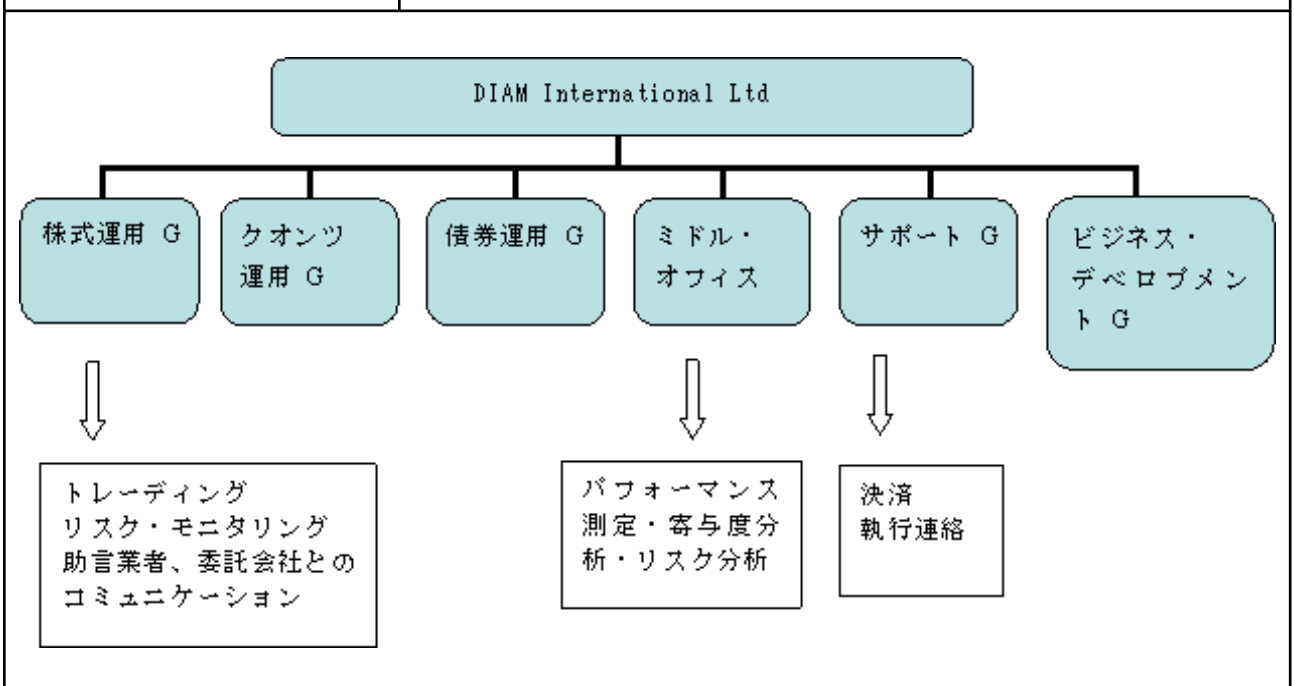 DIAM International Ltd
株式運用 G
クオンツ
運用 G
債券運用 G
ミドル・
オフィス
サポート G
ビジネス・
デベロプメン
ト G
トレーディング
リスク・モニタリング
助言業者、委託会社との
コミュニケーション
パフォーマンス
測定・寄与度分
析・リスク分析
決済
執行連絡